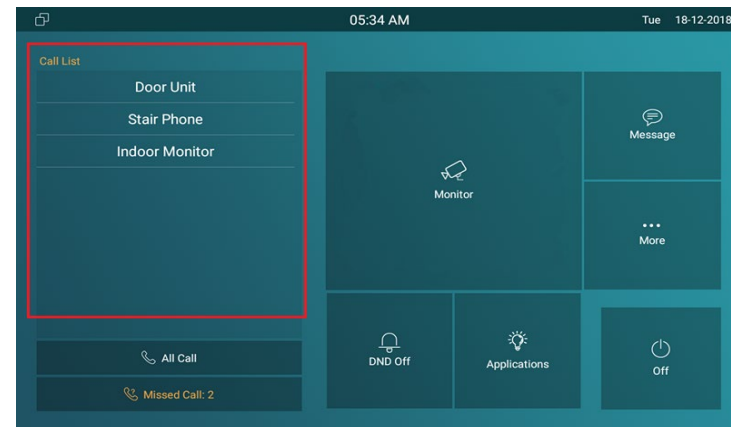 05:34 AM
Tue 18-12-2018
Call List
Door Unit
Stair Phone
Indoor Monitor
Monitor
Message
More
DND Off
Applications
Off
All Call
Missed Call: 2